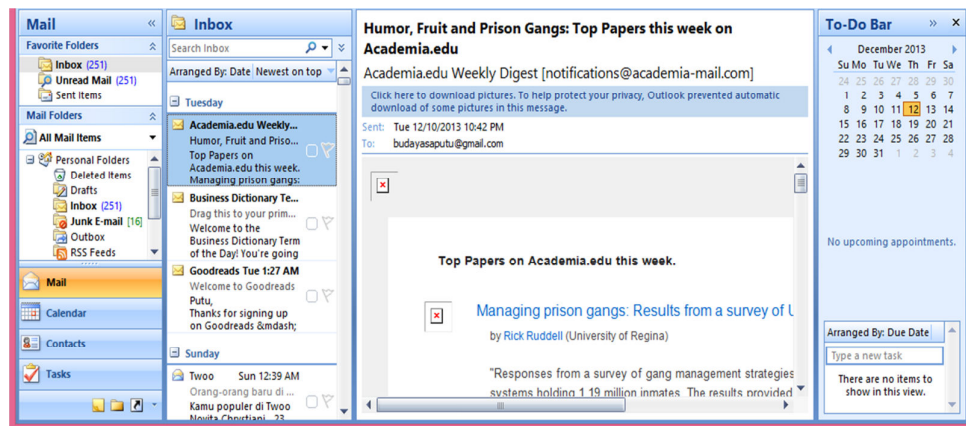 Mail «
Favorite Folders
Inbox (251)
Unread Mail (251)
Sent Items
Mail Folders
All Mail Items
Personal Folders
Deleted Items
Drafts
Inbox (251)
Junk E-mail [16]
Outbox
RSS Feeds
Mail
Calendar
Contacts
Tasks
Inbox
Search Inbox
Arranged By: Date Newest on top
Tuesday
Academia.edu Weekly...
Humor, Fruit and Priso...
Top Papers on
Academia.edu this week.
Managing prison gangs:
Business Dictionary Te...
Drag this to your prim...
Welcome to the
Business Dictionary Term
of the Day! You're going
Goodreads Tue 1:27 AM
Welcome to Goodreads
Putu,
Thanks for signing up
on Goodreads &mdash;
Sunday
Twoo Sun 12:39 AM
Orang-orang baru di ...
Kamu populer di Twoo
Novita Chrystiani, 23
Humor, Fruit and Prison Gangs: Top Papers this week on
Academia.edu
Academia.edu Weekly Digest [notifications@academia-mail.com]
Click here to download pictures. To help protect your privacy, Outlook prevented automatic
download of some pictures in this message.
Sent: Tue 12/10/2013 10:42 PM
To: budayasaputu@gmail.com
Top Papers on Academia.edu this week.
Managing prison gangs: Results from a survey of U
by Rick Ruddell (University of Regina)
"Responses from a survey of gang management strategies
systems holding 1.19 million inmates. The results provided
To-Do Bar » ×
December 2013
Su Mo Tu We Th Fr Sa
24 25 26 27 28 29 30
1 2 3 4 5 6 7
8 9 10 11 12 13 14
15 16 17 18 19 20 21
22 23 24 25 26 27 28
29 30 31 1 2 3 4
No upcoming appointments.
Arranged By: Due Date
Type a new task
There are no items to
show in this view.